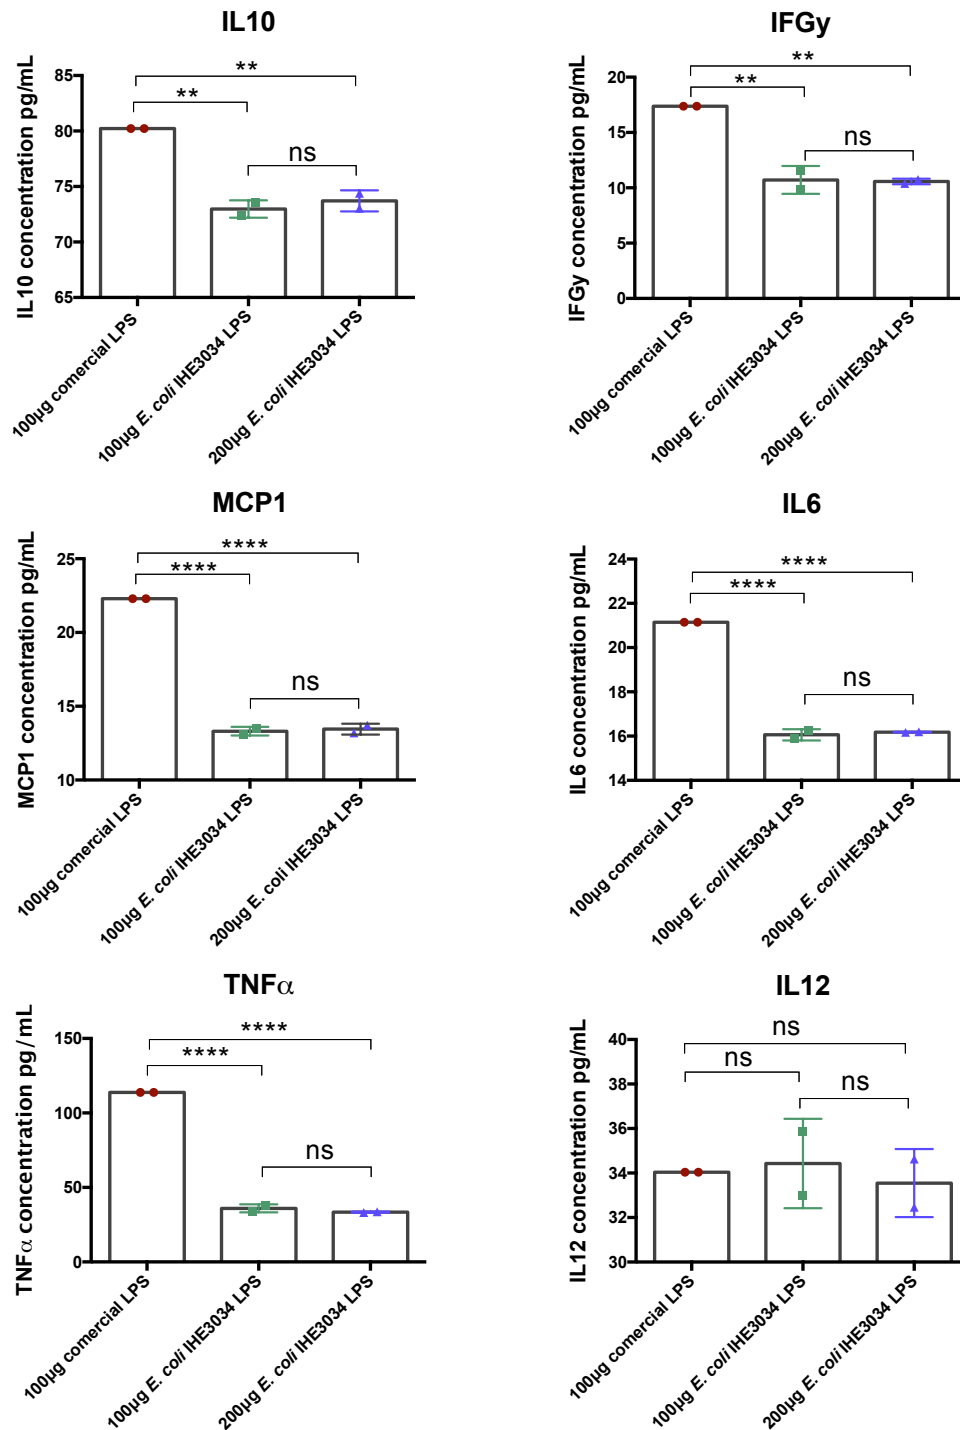 IL10
IL10 concentration pg/mL
85
80
75
70
65
**
**
ns
100µg comercial LPS
100µg E. coli IHE3034 LPS
200µg E. coli IHE3034 LPS
IFGy
IFGy concentration pg/mL
20
15
10
5
0
**
**
ns
100µg comercial LPS
100µg E. coli IHE3034 LPS
200µg E. coli IHE3034 LPS
MCP1
MCP1 concentration pg/mL
25
20
15
10
****
****
ns
100µg comercial LPS
100µg E. coli IHE3034 LPS
200µg E. coli IHE3034 LPS
IL6
IL6 concentration pg/mL
24
22
20
18
16
14
****
****
ns
100µg comercial LPS
100µg E. coli IHE3034 LPS
200µg E. coli IHE3034 LPS
TNFα
TNFα concentration pg/mL
150
100
50
0
****
****
ns
100µg comercial LPS
100µg E. coli IHE3034 LPS
200µg E. coli IHE3034 LPS
IL12
IL12 concentration pg/mL
40
38
36
34
32
30
ns
ns
ns
100µg comercial LPS
100µg E. coli IHE3034 LPS
200µg E. coli IHE3034 LPS